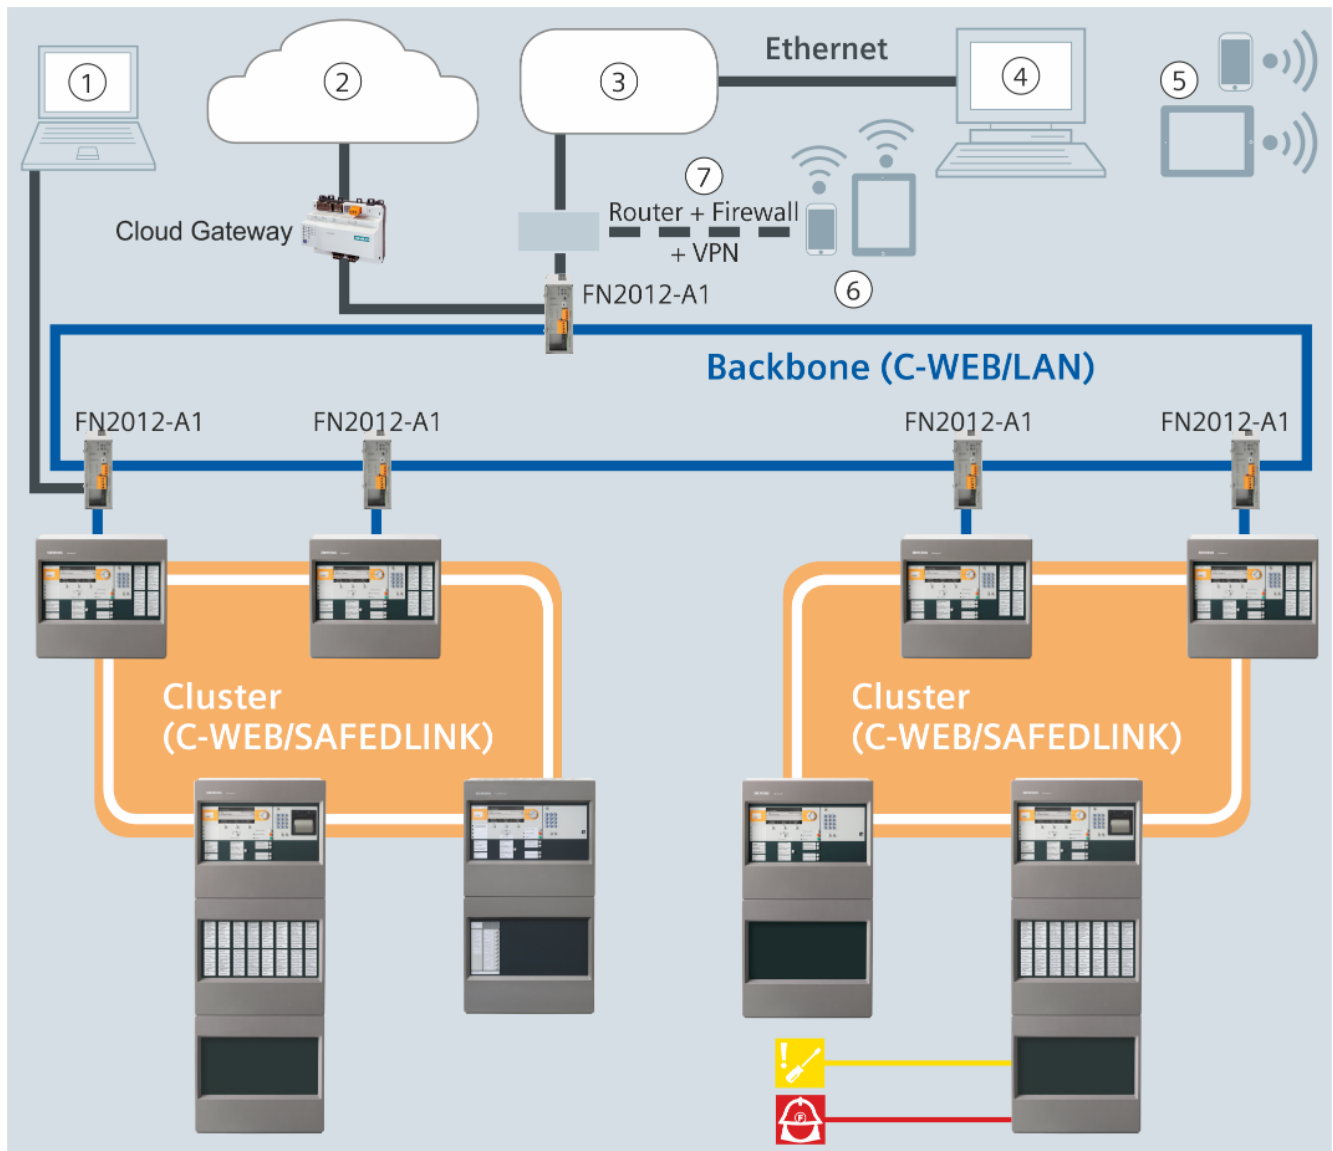 1
2
3
Ethernet
4
5
7
Cloud Gateway
Router + Firewall
+ VPN
6
FN2012-A1
Backbone (C-WEB/LAN)
FN2012-A1
FN2012-A1
FN2012-A1
FN2012-A1
Cluster
(C-WEB/SAFEDLINK)
Cluster
(C-WEB/SAFEDLINK)
F